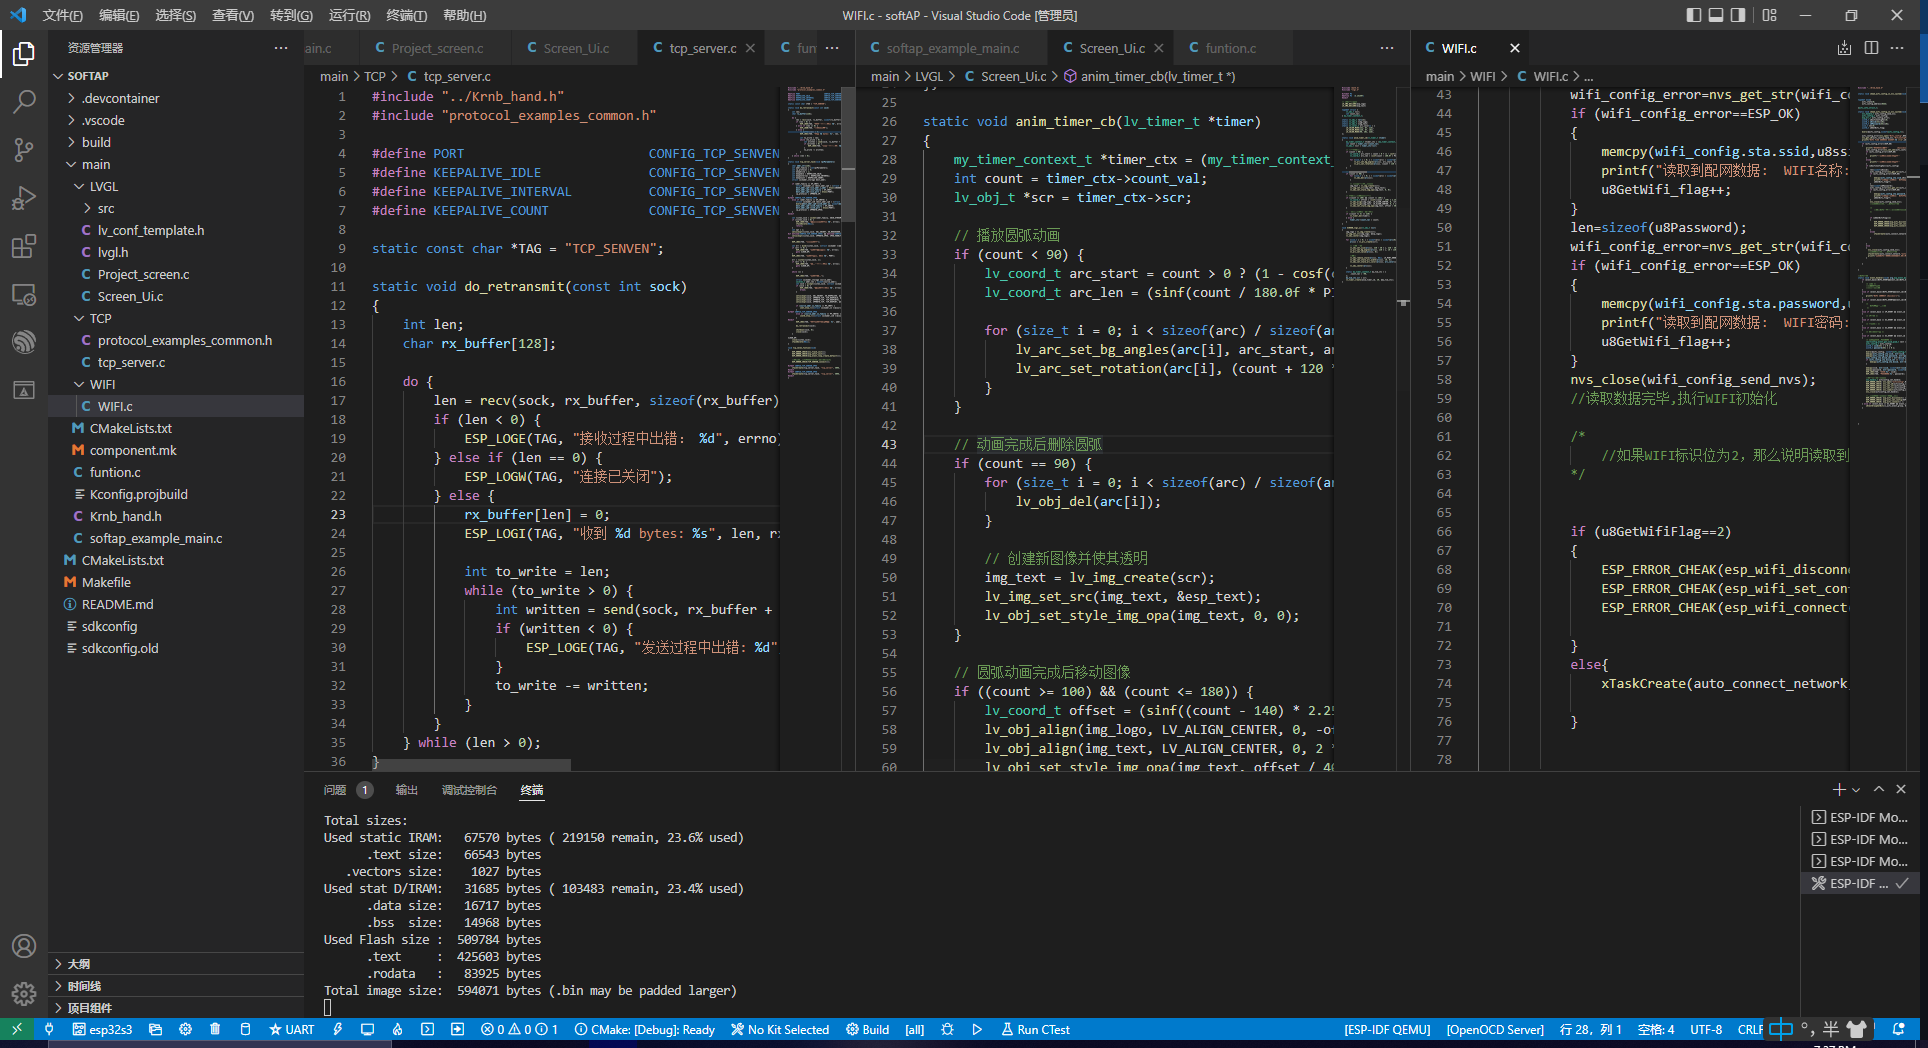 文件(F) 编辑(E) 选择(S) 查看(V) 转到(G) 运行(R) 终端(T) 帮助(H)
WIFI.c - softAP - Visual Studio Code [管理员]
资源管理器
SOFTAP
.devcontainer
.vscode
build
main
LVGL
src
lv_conf_template.h
lvgl.h
Project_screen.c
Screen_Ui.c
TCP
protocol_examples_common.h
tcp_server.c
WIFI
WIFI.c
CMakeLists.txt
component.mk
funtion.c
Kconfig.projbuild
Krnb_hand.h
softap_example_main.c
CMakeLists.txt
Makefile
README.md
sdkconfig
sdkconfig.old
大纲
时间线
项目组件
ain.c Project_screen.c Screen_Ui.c tcp_server.c fun
main > TCP > tcp_server.c
1 #include "../Krnb_hand.h"
2 #include "protocol_examples_common.h"
3
4 #define PORT CONFIG_TCP_SENVEN
5 #define KEEPALIVE_IDLE CONFIG_TCP_SENVEN
6 #define KEEPALIVE_INTERVAL CONFIG_TCP_SENVEN
7 #define KEEPALIVE_COUNT CONFIG_TCP_SENVEN
8
9 static const char *TAG = "TCP_SENVEN";
10
11 static void do_retransmit(const int sock)
12 {
13 int len;
14 char rx_buffer[128];
15
16 do {
17 len = recv(sock, rx_buffer, sizeof(rx_buffer)
18 if (len < 0) {
19 ESP_LOGE(TAG, "接收过程中出错: %d", errno)
20 } else if (len == 0) {
21 ESP_LOGW(TAG, "连接已关闭");
22 } else {
23 rx_buffer[len] = 0;
24 ESP_LOGI(TAG, "收到 %d bytes: %s", len, rx
25
26 int to_write = len;
27 while (to_write > 0) {
28 int written = send(sock, rx_buffer +
29 if (written < 0) {
30 ESP_LOGE(TAG, "发送过程中出错: %d"
31 }
32 to_write -= written;
33 }
34 }
35 } while (len > 0);
36 }
softap_example_main.c Screen_Ui.c funtion.c
main > LVGL > Screen_Ui.c > anim_timer_cb(lv_timer_t *)
25
26 static void anim_timer_cb(lv_timer_t *timer)
27 {
28 my_timer_context_t *timer_ctx = (my_timer_context_
29 int count = timer_ctx->count_val;
30 lv_obj_t *scr = timer_ctx->scr;
31
32 // 播放圆弧动画
33 if (count < 90) {
34 lv_coord_t arc_start = count > 0 ? (1 - cosf(
35 lv_coord_t arc_len = (sinf(count / 180.0f * P
36
37 for (size_t i = 0; i < sizeof(arc) / sizeof(ar
38 lv_arc_set_bg_angles(arc[i], arc_start, ar
39 lv_arc_set_rotation(arc[i], (count + 120
40 }
41 }
42
43 // 动画完成后删除圆弧
44 if (count == 90) {
45 for (size_t i = 0; i < sizeof(arc) / sizeof(ar
46 lv_obj_del(arc[i]);
47 }
48
49 // 创建新图像并使其透明
50 img_text = lv_img_create(scr);
51 lv_img_set_src(img_text, &esp_text);
52 lv_obj_set_style_img_opa(img_text, 0, 0);
53 }
54
55 // 圆弧动画完成后移动图像
56 if ((count >= 100) && (count <= 180)) {
57 lv_coord_t offset = (sinf((count - 140) * 2.25
58 lv_obj_align(img_logo, LV_ALIGN_CENTER, 0, -of
59 lv_obj_align(img_text, LV_ALIGN_CENTER, 0, 2
60 lv_obj_set_style_img_opa(img_text, offset / 40
WIFI.c
main > WIFI > WIFI.c > ...
43 wifi_config_error=nvs_get_str(wifi_c
44 if (wifi_config_error==ESP_OK)
45 {
46 memcpy(wifi_config.sta.ssid,u8ssi
47 printf("读取到配网数据: WIFI名称:
48 u8GetWifi_flag++;
49 }
50 len=sizeof(u8Password);
51 wifi_config_error=nvs_get_str(wifi_c
52 if (wifi_config_error==ESP_OK)
53 {
54 memcpy(wifi_config.sta.password,u
55 printf("读取到配网数据: WIFI密码:
56 u8GetWifi_flag++;
57 }
58 nvs_close(wifi_config_send_nvs);
59 //读取数据完毕,执行WIFI初始化
60
61 /*
62 //如果WIFI标识位为2，那么说明读取到
63 */
64
65
66 if (u8GetWifiFlag==2)
67 {
68 ESP_ERROR_CHEAK(esp_wifi_disconn
69 ESP_ERROR_CHEAK(esp_wifi_set_con
70 ESP_ERROR_CHEAK(esp_wifi_connect
71
72 }
73 else{
74 xTaskCreate(auto_connect_network
75
76 }
77
78
问题 1 输出 调试控制台 终端
Total sizes:
Used static IRAM: 67570 bytes ( 219150 remain, 23.6% used)
.text size: 66543 bytes
.vectors size: 1027 bytes
Used stat D/IRAM: 31685 bytes ( 103483 remain, 23.4% used)
.data size: 16717 bytes
.bss size: 14968 bytes
Used Flash size : 509784 bytes
.text : 425603 bytes
.rodata : 83925 bytes
Total image size: 594071 bytes (.bin may be padded larger)
ESP-IDF Mo...
ESP-IDF Mo...
ESP-IDF Mo...
ESP-IDF ...
esp32s3 UART 0 0 1 CMake: [Debug]: Ready No Kit Selected Build [all] Run CTest [ESP-IDF QEMU] [OpenOCD Server] 行 28，列 1 空格: 4 UTF-8 CRLF 中 °, 半